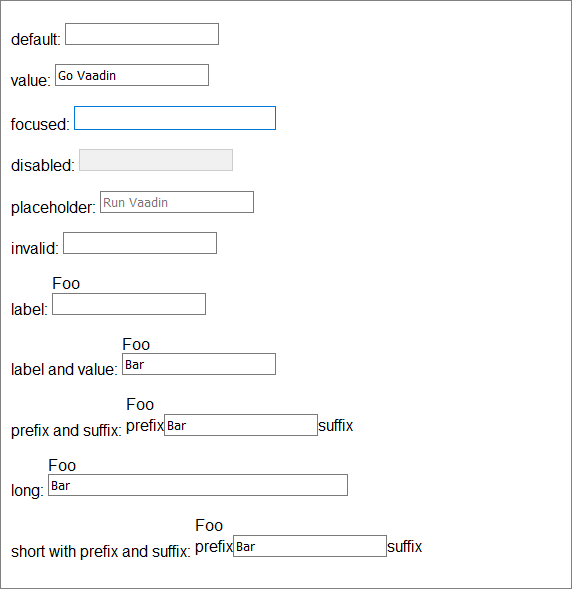 default:
value: Go Vaadin
focused:
disabled:
placeholder: Run Vaadin
invalid:
Foo
label:
Foo
label and value: Bar
Foo
prefix and suffix: prefix Bar suffix
Foo
long: Bar
Foo
short with prefix and suffix: prefix Bar suffix